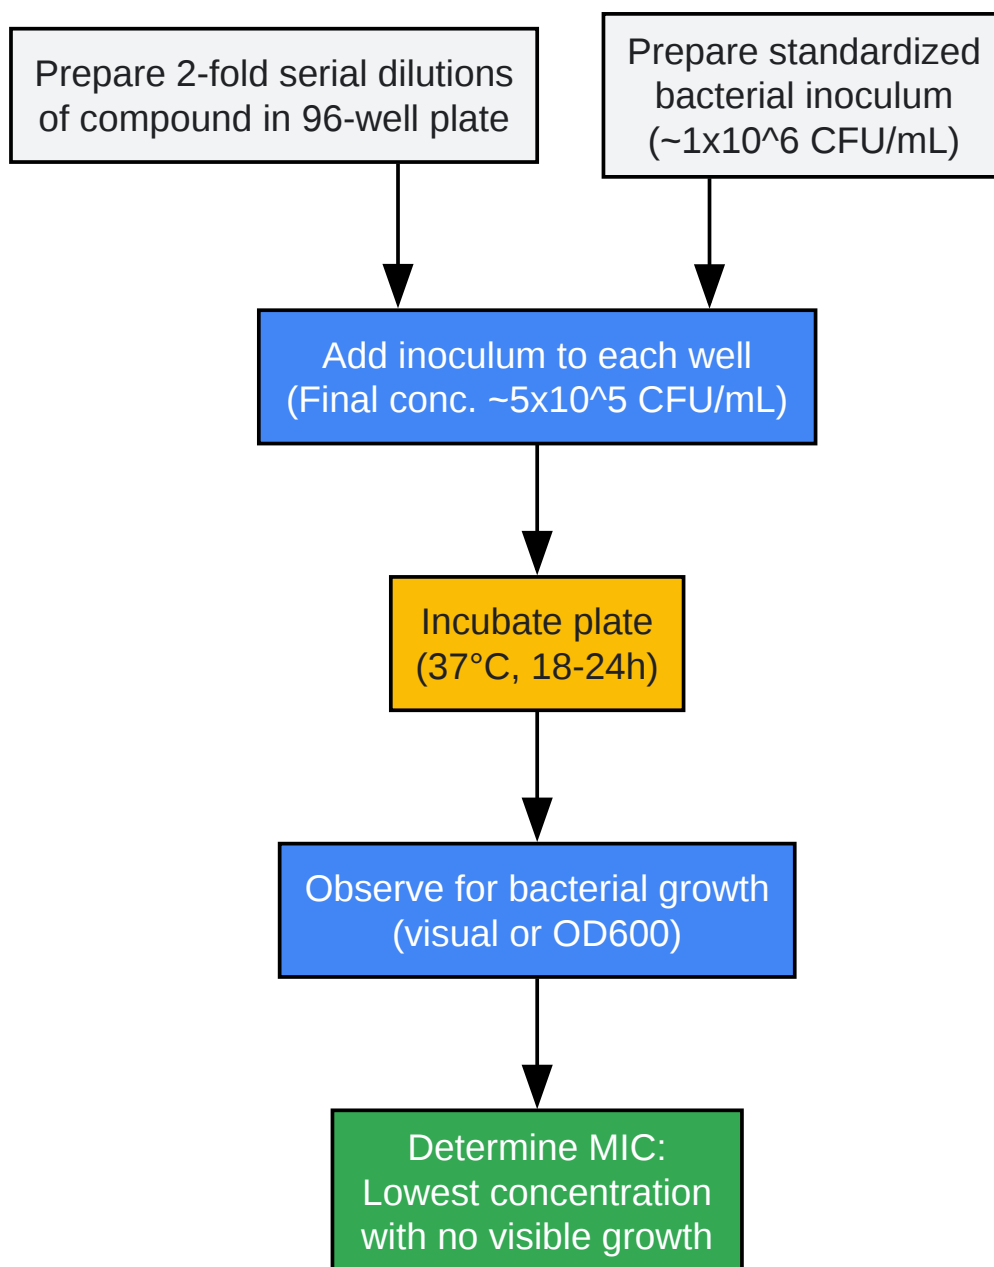 Prepare 2-fold serial dilutions
of compound in 96-well plate
Prepare standardized
bacterial inoculum
(~1x10^6 CFU/mL)
Add inoculum to each well
(Final conc. ~5x10^5 CFU/mL)
Incubate plate
(37°C, 18-24h)
Observe for bacterial growth
(visual or OD600)
Determine MIC:
Lowest concentration
with no visible growth